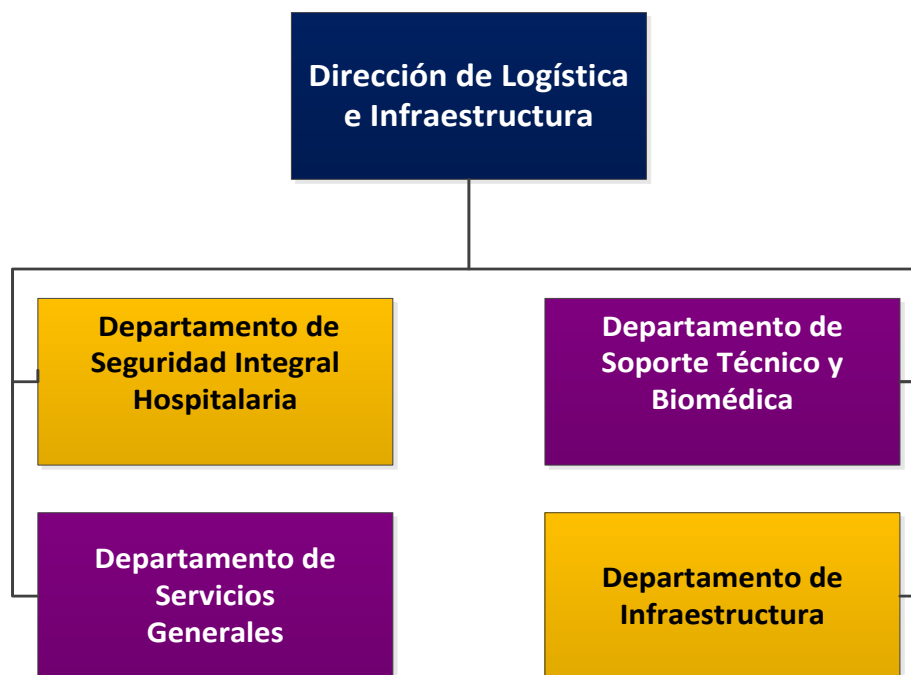 Dirección de Logística
e Infraestructura
Departamento de
Seguridad Integral
Hospitalaria
Departamento de
Soporte Técnico y
Biomédica
Departamento de
Servicios
Generales
Departamento de
Infraestructura